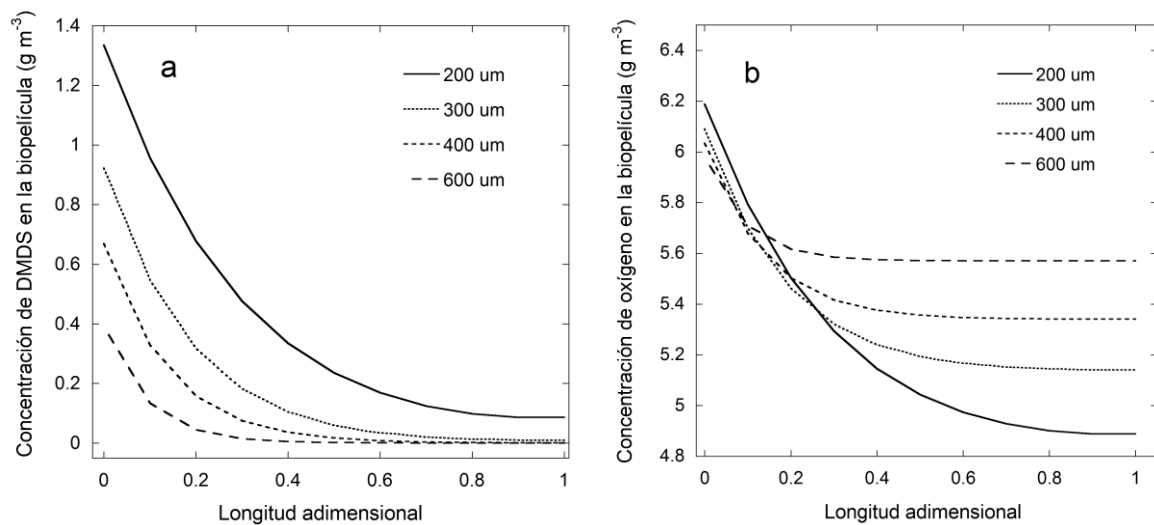 Concentración de DMDS en la biopelícula (g m⁻³)
1.4
1.2
1
0.8
0.6
0.4
0.2
0
a
200 um
300 um
400 um
600 um
0 0.2 0.4 0.6 0.8 1
Longitud adimensional
Concentración de oxígeno en la biopelícula (g m⁻³)
6.4
6.2
6
5.8
5.6
5.4
5.2
5
4.8
b
200 um
300 um
400 um
600 um
0 0.2 0.4 0.6 0.8 1
Longitud adimensional